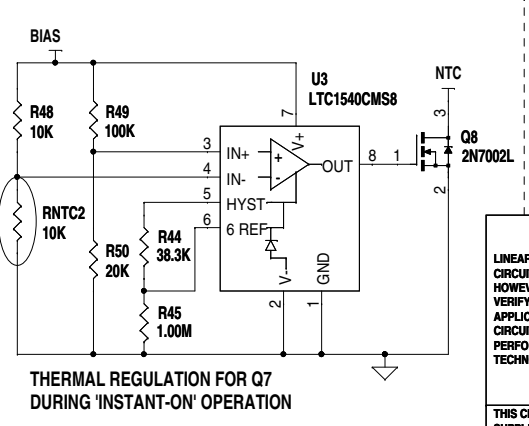 BIAS
R48
10K
R49
100K
U3
LTC1540CMS8
NTC
7
V+
3
IN+
4
IN-
5
HYST
6
6 REF
OUT
8
1
3
Q8
2N7002L
2
RNTC2
10K
R50
20K
R44
38.3K
R45
1.00M
V-
GND
2
1
THERMAL REGULATION FOR Q7
DURING 'INSTANT-ON' OPERATION
LINEAR
CIRCUI
HOWEV
VERIFY
APPLIC
CIRCUI
PERFO
TECHN
THIS CI